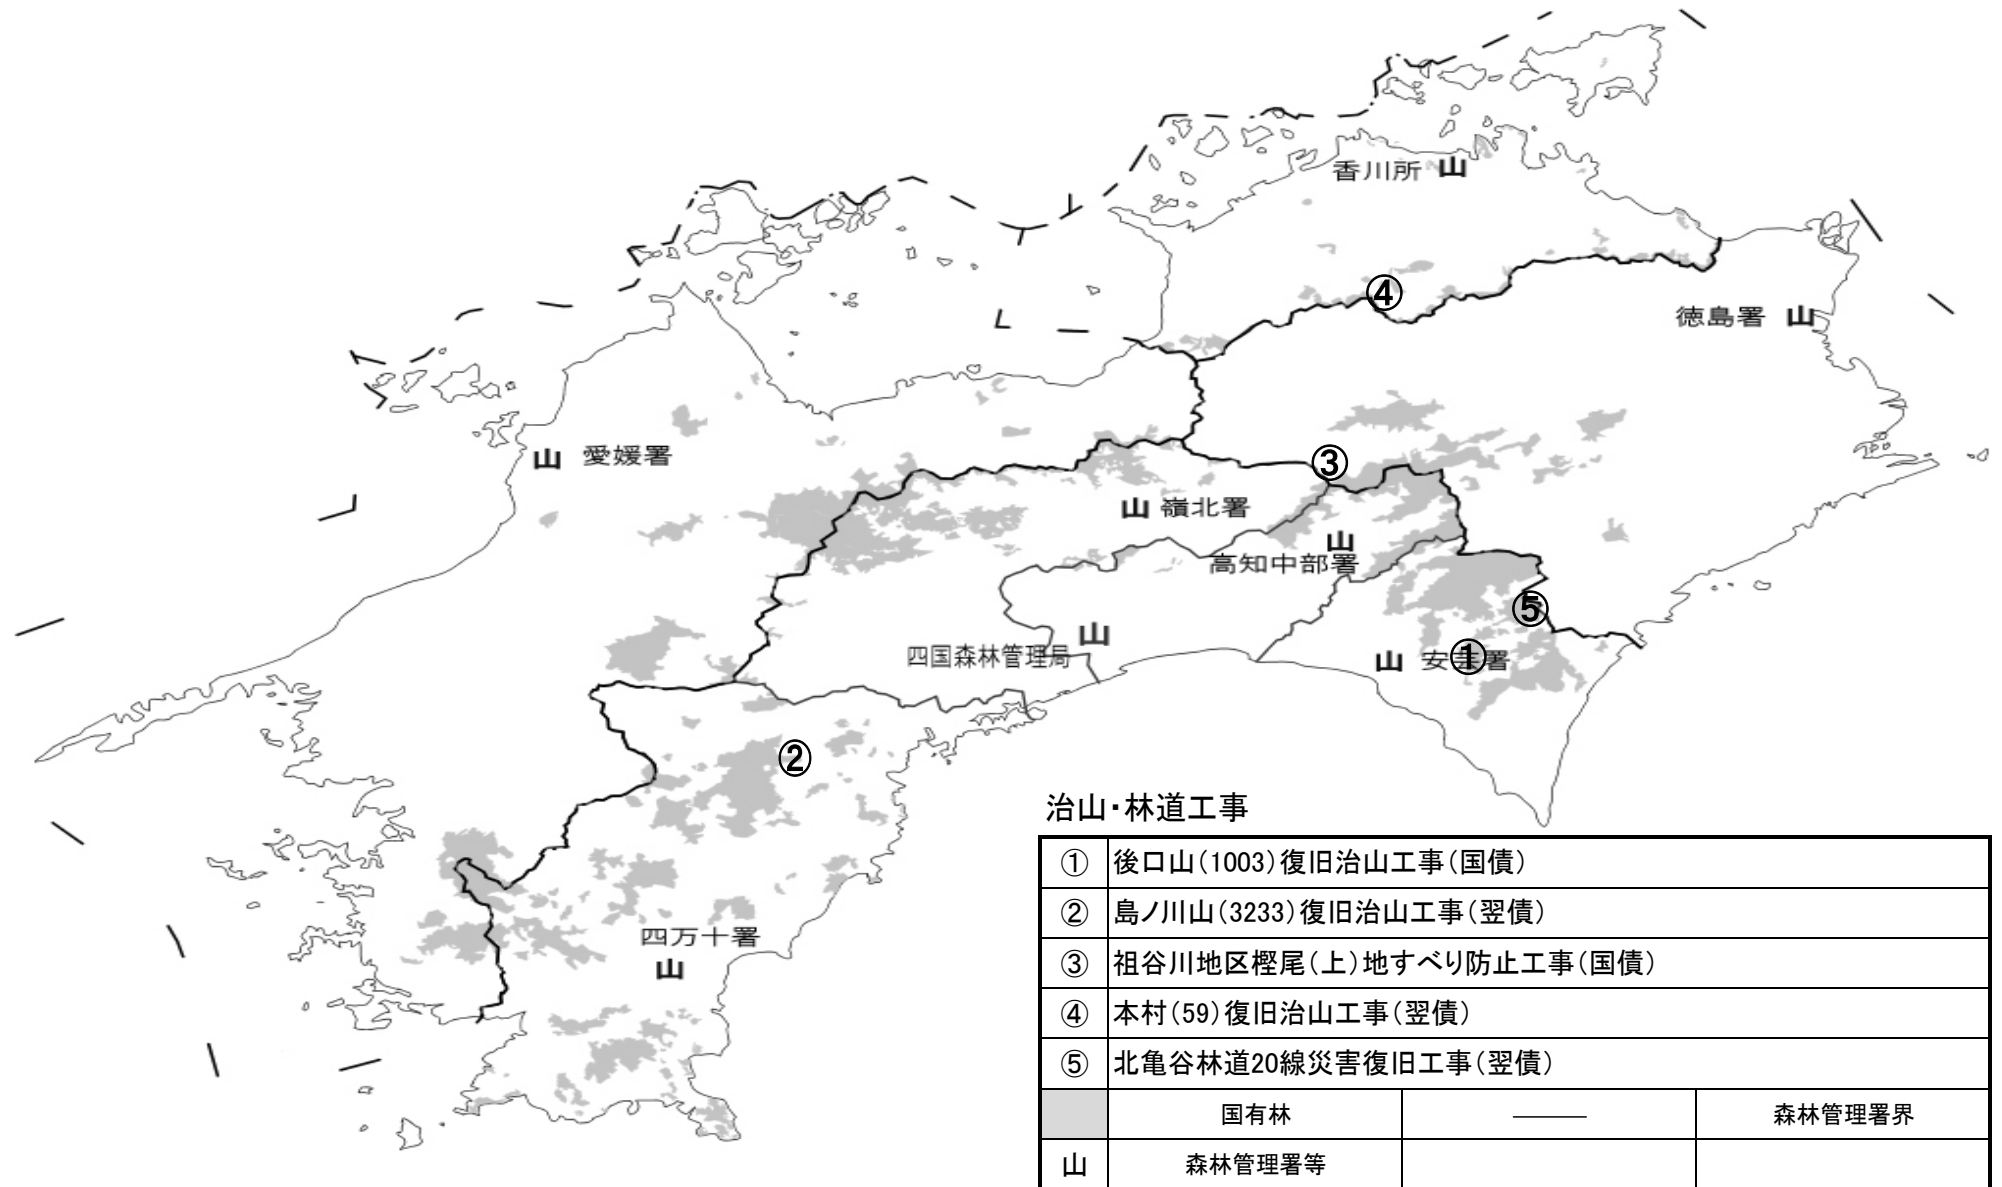 香川所 山
④
徳島署 山
山 愛媛署
③
山 嶺北署
山
高知中部署
⑤
山
四国森林管理局
山 安芸署
①
②
四万十署
山
治山・林道工事
① 後口山（1003）復旧治山工事（国債）
② 島ノ川山（3233）復旧治山工事（翌債）
③ 祖谷川地区樫尾（上）地すべり防止工事（国債）
④ 本村（59）復旧治山工事（翌債）
⑤ 北亀谷林道20線災害復旧工事（翌債）
国有林 ――― 森林管理署界
山 森林管理署等